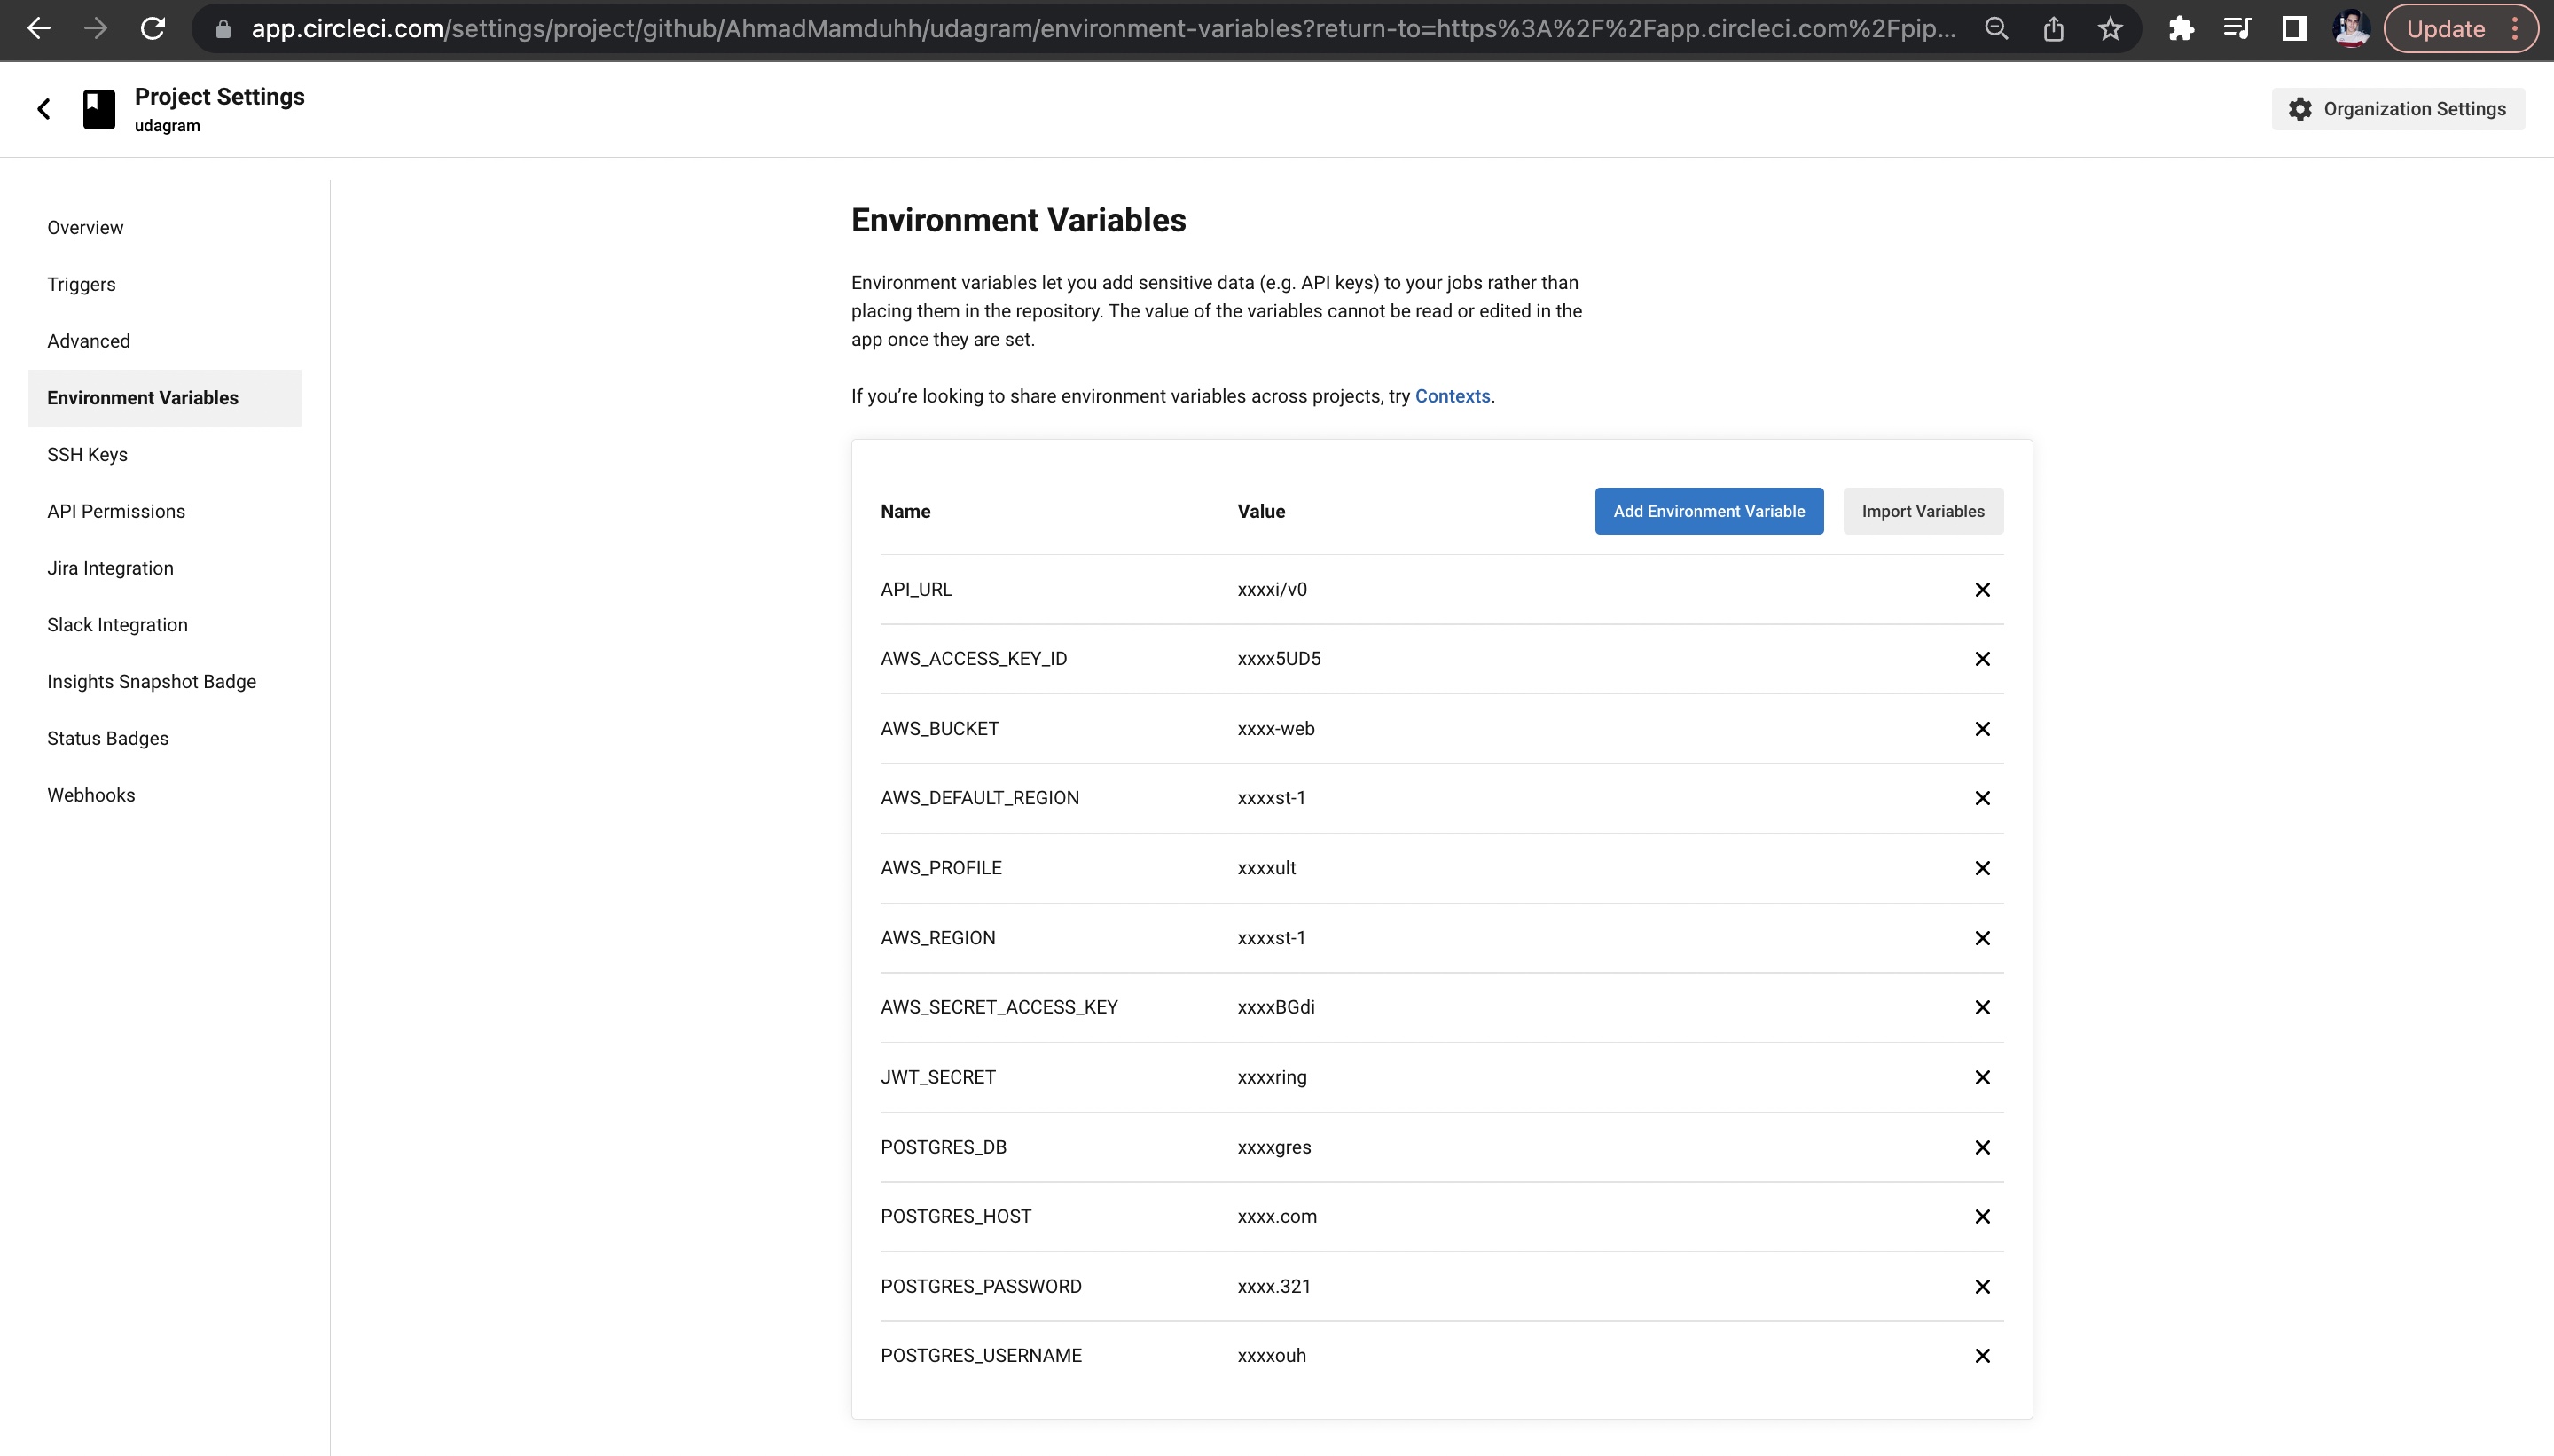 app.circleci.com/settings/project/github/AhmadMamduhh/udagram/environment-variables?return-to=https%3A%2F%2Fapp.circleci.com%2Fpip...
Update
Project Settings
udagram
Organization Settings
Overview
Triggers
Advanced
Environment Variables
SSH Keys
API Permissions
Jira Integration
Slack Integration
Insights Snapshot Badge
Status Badges
Webhooks
Environment Variables
Environment variables let you add sensitive data (e.g. API keys) to your jobs rather than
placing them in the repository. The value of the variables cannot be read or edited in the
app once they are set.
If you’re looking to share environment variables across projects, try Contexts.
Name Value Add Environment Variable Import Variables
API_URL xxxxi/v0
AWS_ACCESS_KEY_ID xxxx5UD5
AWS_BUCKET xxxx-web
AWS_DEFAULT_REGION xxxxst-1
AWS_PROFILE xxxxult
AWS_REGION xxxxst-1
AWS_SECRET_ACCESS_KEY xxxxBGdi
JWT_SECRET xxxxring
POSTGRES_DB xxxxgres
POSTGRES_HOST xxxx.com
POSTGRES_PASSWORD xxxx.321
POSTGRES_USERNAME xxxxouh